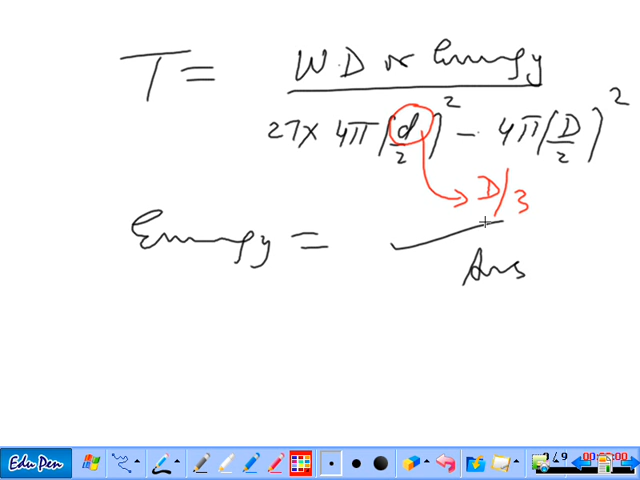 T = W.D or Energy
27 × 4π(d/2)² − 4π(D/2)²
D/3
Energy =
Ans
Edu Pen